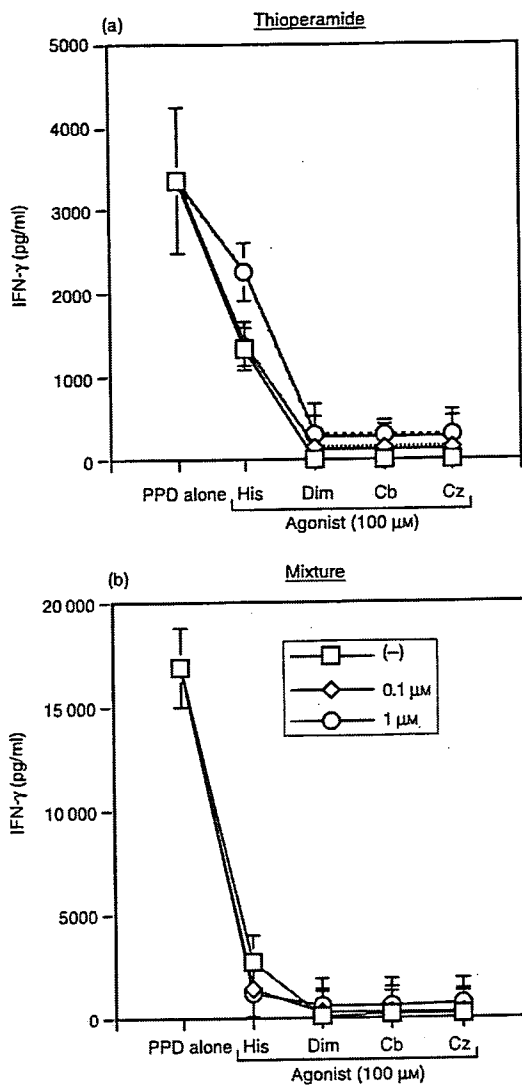 (a)
Thioperamide
5000
4000
3000
2000
1000
0
IFN-γ (pg/ml)
PPD alone His Dim Cb Cz
Agonist (100 μM)
(b)
Mixture
20 000
15 000
10 000
5000
0
IFN-γ (pg/ml)
(–)
0.1 μM
1 μM
PPD alone His Dim Cb Cz
Agonist (100 μM)